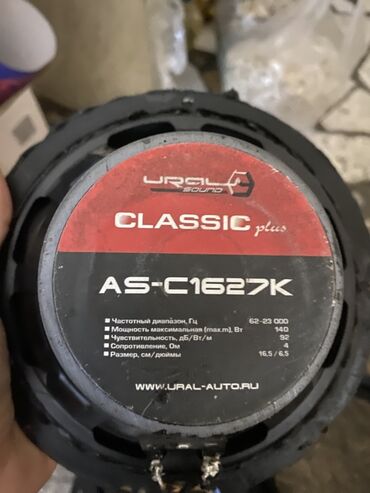 URAL
SOUND
CLASSIC plus
AS-C1627K
Частотный диапазон, Гц 62-23 000
Мощность максимальная (max.m), Вт 140
Чувствительность, дБ/Вт/м 92
Сопротивление, Ом 4
Размер, см/дюймы 16,5 / 6,5
WWW.URAL-AUTO.RU